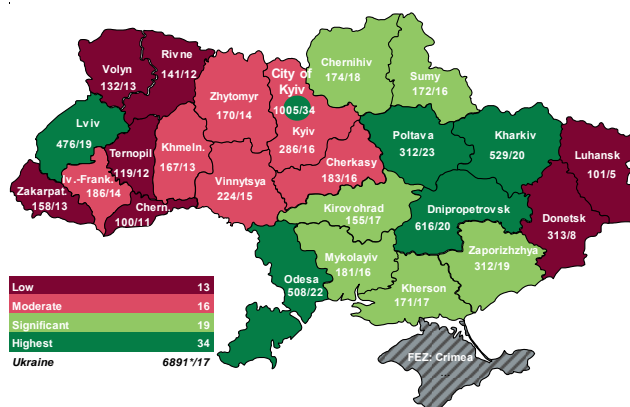 Volyn
132/13
Rivne
141/12
Zhytomyr
170/14
City of
Kyiv
1005/34
Kyiv
286/16
Chernihiv
174/18
Sumy
172/16
Lviv
476/19
Ternopil
119/12
Khmeln.
167/13
Vinnytsya
224/15
Cherkasy
183/16
Poltava
312/23
Kharkiv
529/20
Luhansk
101/5
Zakarpat.
158/13
Iv.-Frank.
186/14
Chern.
100/11
Kirovohrad
155/17
Dnipropetrovsk
616/20
Donetsk
313/8
Odesa
508/22
Mykolayiv
181/16
Kherson
171/17
Zaporizhzhya
312/19
FEZ: Crimea
...
Low 13
Moderate 16
Significant 19
Highest 34
Ukraine 6891*/17